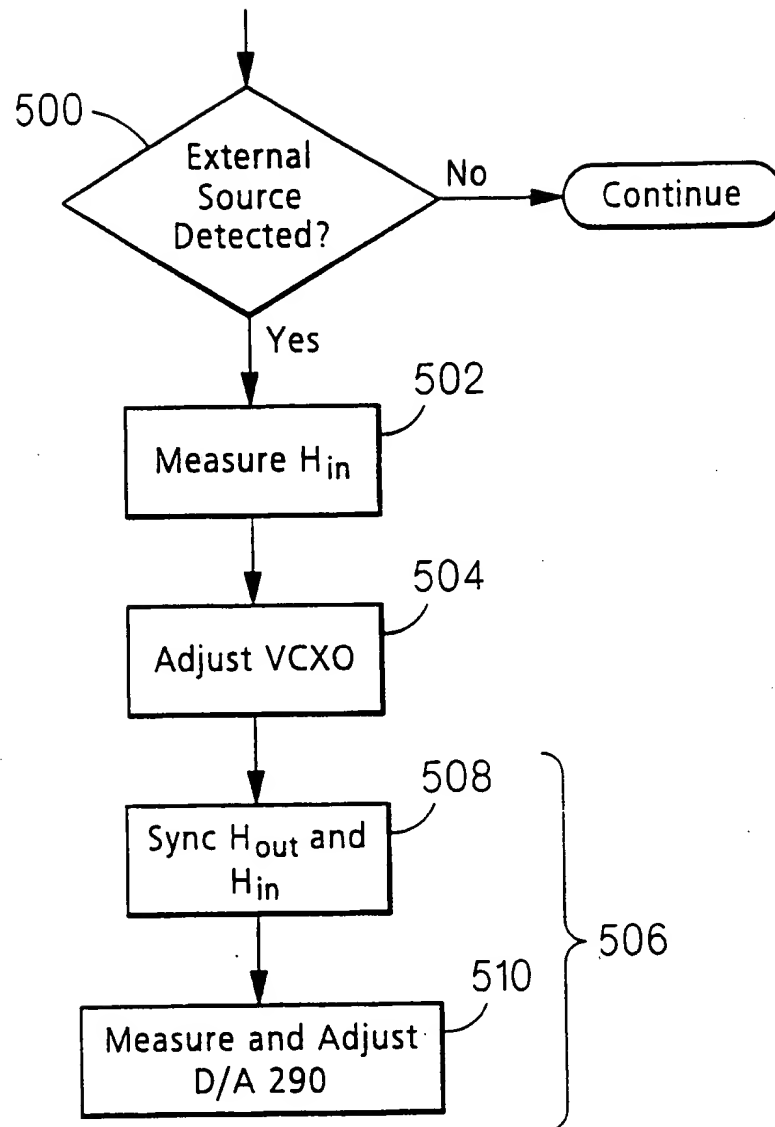 500
External
Source
Detected?
No
Continue
Yes
502
Measure H_in
504
Adjust VCXO
508
Sync H_out and
H_in
506
510
Measure and Adjust
D/A 290